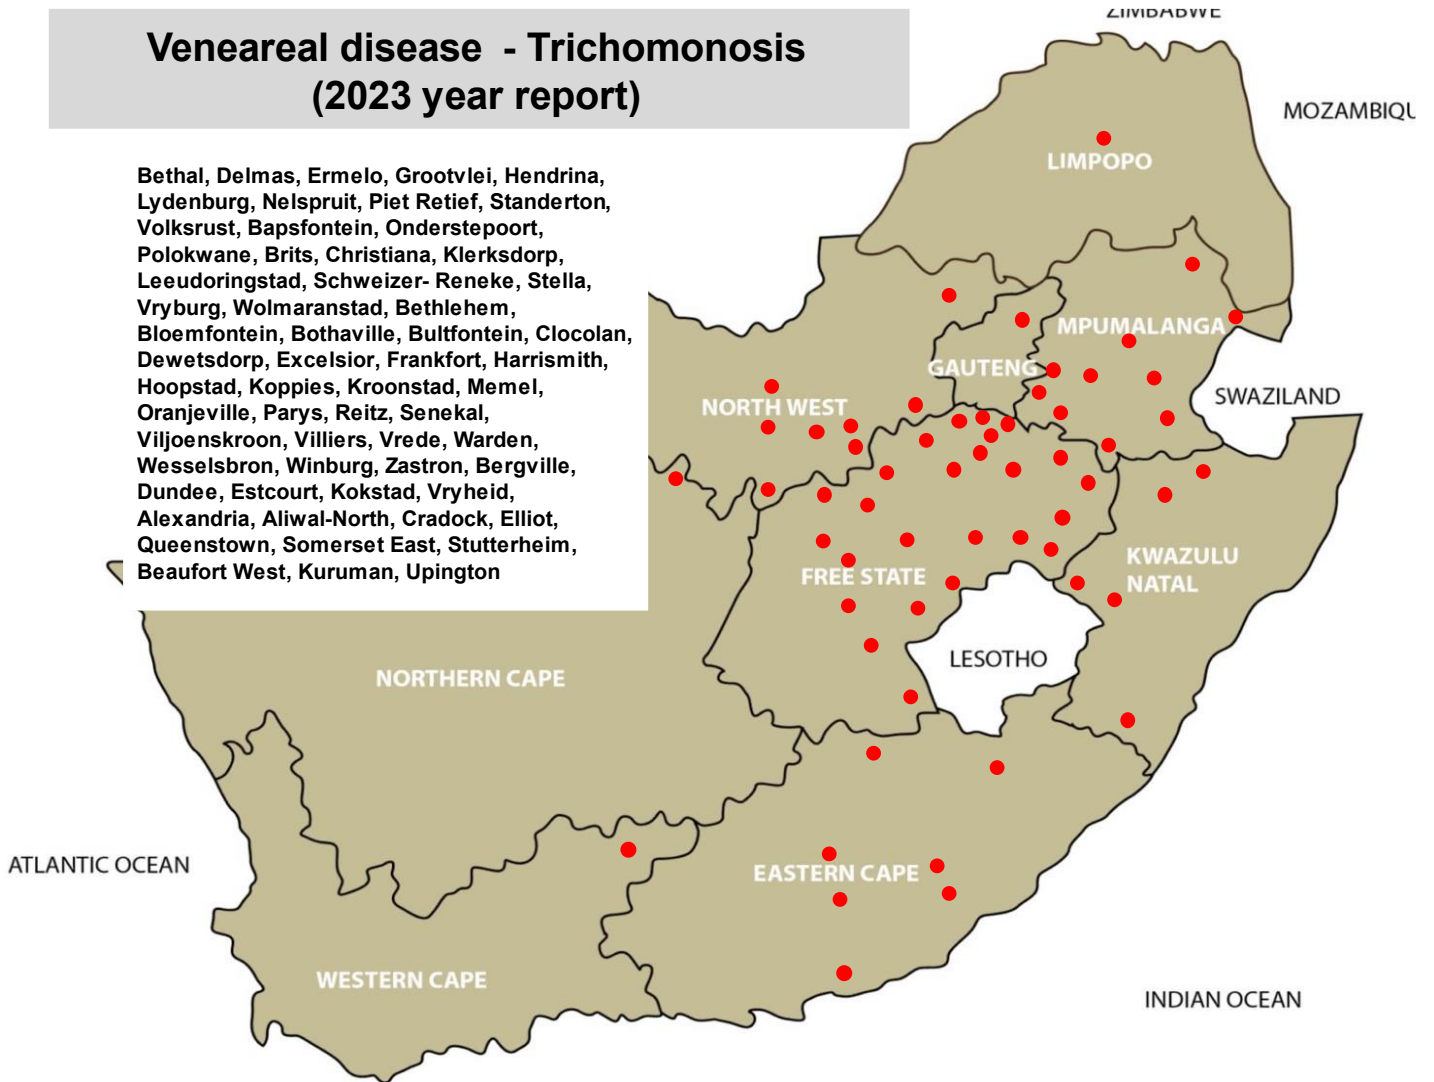 Veneareal disease  - Trichomonosis
(2023 year report)
Bethal, Delmas, Ermelo, Grootvlei, Hendrina,
Lydenburg, Nelspruit, Piet Retief, Standerton,
Volksrust, Bapsfontein, Onderstepoort,
Polokwane, Brits, Christiana, Klerksdorp,
Leeudoringstad, Schweizer- Reneke, Stella,
Vryburg, Wolmaranstad, Bethlehem,
Bloemfontein, Bothaville, Bultfontein, Clocolan,
Dewetsdorp, Excelsior, Frankfort, Harrismith,
Hoopstad, Koppies, Kroonstad, Memel,
Oranjeville, Parys, Reitz, Senekal,
Viljoenskroon, Villiers, Vrede, Warden,
Wesselsbron, Winburg, Zastron, Bergville,
Dundee, Estcourt, Kokstad, Vryheid,
Alexandria, Aliwal-North, Cradock, Elliot,
Queenstown, Somerset East, Stutterheim,
Beaufort West, Kuruman, Upington
ZIMBABWE
MOZAMBIQU
LIMPOPO
MPUMALANGA
GAUTENG
SWAZILAND
NORTH WEST
KWAZULU
NATAL
FREE STATE
LESOTHO
NORTHERN CAPE
ATLANTIC OCEAN
EASTERN CAPE
WESTERN CAPE
INDIAN OCEAN